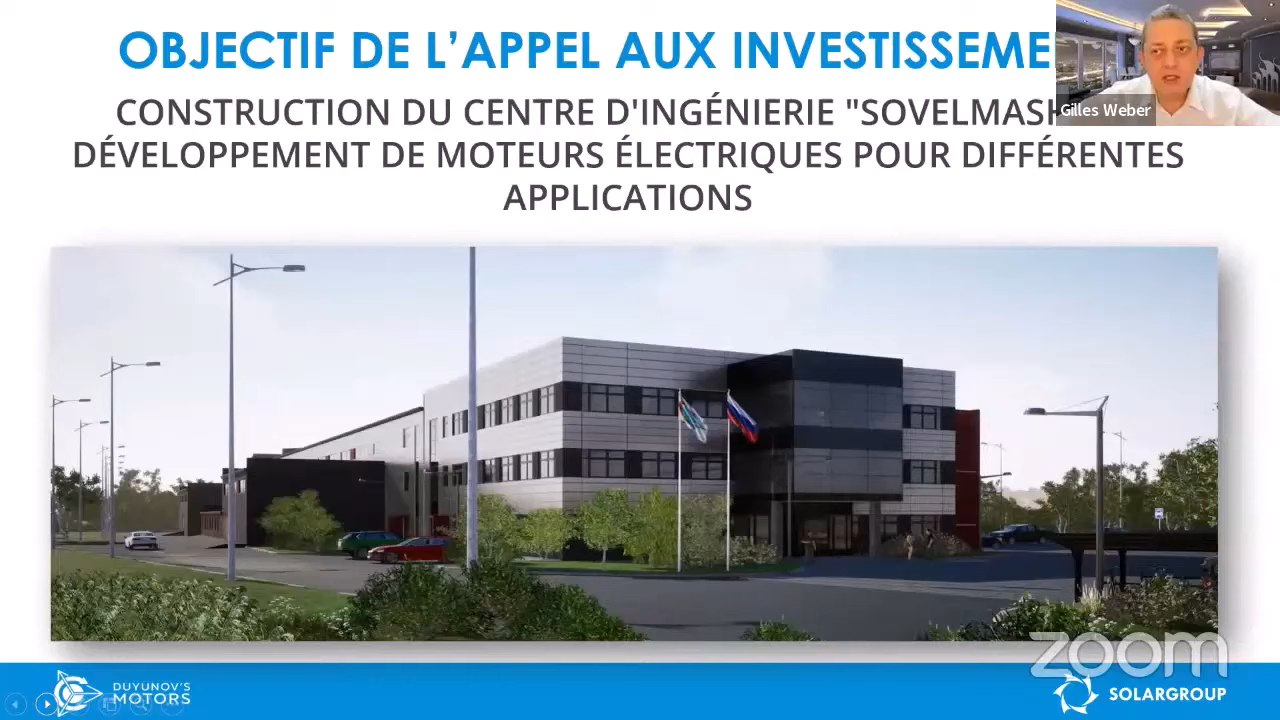 OBJECTIF DE L’APPEL AUX INVESTISSEME
CONSTRUCTION DU CENTRE D'INGÉNIERIE "SOVELMASH
Gilles Weber
DÉVELOPPEMENT DE MOTEURS ÉLECTRIQUES POUR DIFFÉRENTES
APPLICATIONS
zoom
DUYUNOV'S
MOTORS
SOLARGROUP